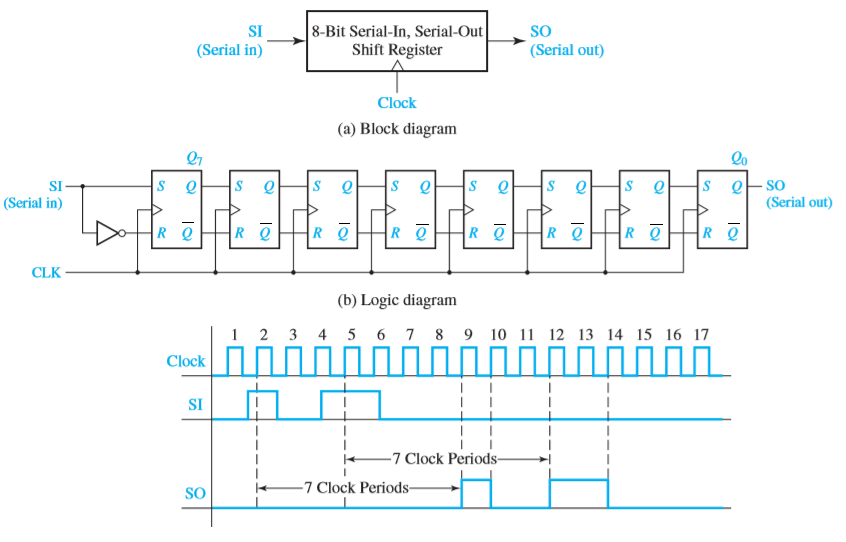 SI
(Serial in)
8-Bit Serial-In, Serial-Out
Shift Register
SO
(Serial out)
Clock
(a) Block diagram
Q7
Q0
SI
(Serial in)
S Q S Q S Q S Q S Q S Q S Q S Q
SO
(Serial out)
R Q̅ R Q̅ R Q̅ R Q̅ R Q̅ R Q̅ R Q̅ R Q̅
CLK
(b) Logic diagram
1 2 3 4 5 6 7 8 9 10 11 12 13 14 15 16 17
Clock
SI
7 Clock Periods
7 Clock Periods
SO